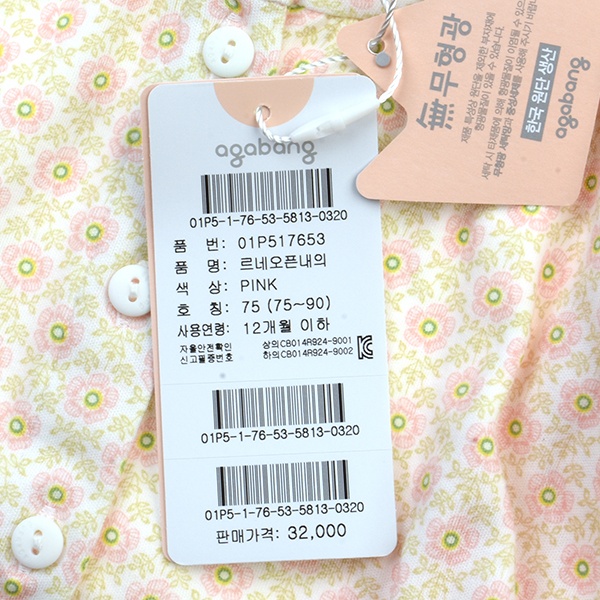 agabang
01P5-1-76-53-5813-0320
품 번: 01P517653
품 명: 르네오픈내의
색 상: PINK
호 칭: 75 (75~90)
사용연령: 12개월 이하
자율안전확인 상의CB014R924-9001
신고필증번호 하의CB014R924-9002
01P5-1-76-53-5813-0320
01P5-1-76-53-5813-0320
판매가격: 32,000
無무형광
한국 원단 생산
agabang